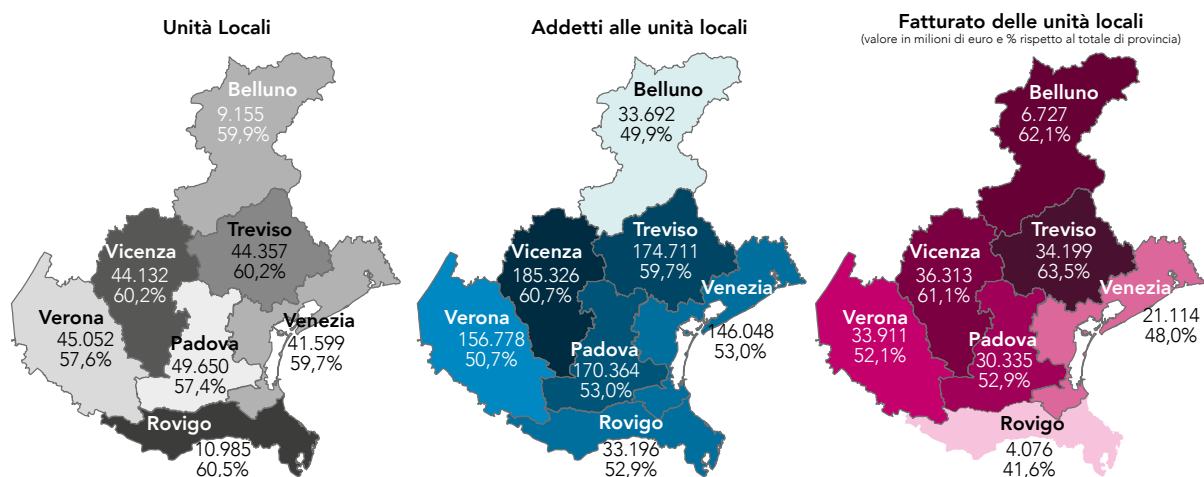 Unità Locali
Belluno
9.155
59,9%
Treviso
44.357
60,2%
Vicenza
44.132
60,2%
Verona
45.052
57,6%
Padova
49.650
57,4%
Venezia
41.599
59,7%
Rovigo
10.985
60,5%
Addetti alle unità locali
Belluno
33.692
49,9%
Treviso
174.711
59,7%
Vicenza
185.326
60,7%
Venezia
146.048
53,0%
Verona
156.778
50,7%
Padova
170.364
53,0%
Rovigo
33.196
52,9%
Fatturato delle unità locali
(valore in milioni di euro e % rispetto al totale di provincia)
Belluno
6.727
62,1%
Treviso
34.199
63,5%
Vicenza
36.313
61,1%
Venezia
21.114
48,0%
Verona
33.911
52,1%
Padova
30.335
52,9%
Rovigo
4.076
41,6%